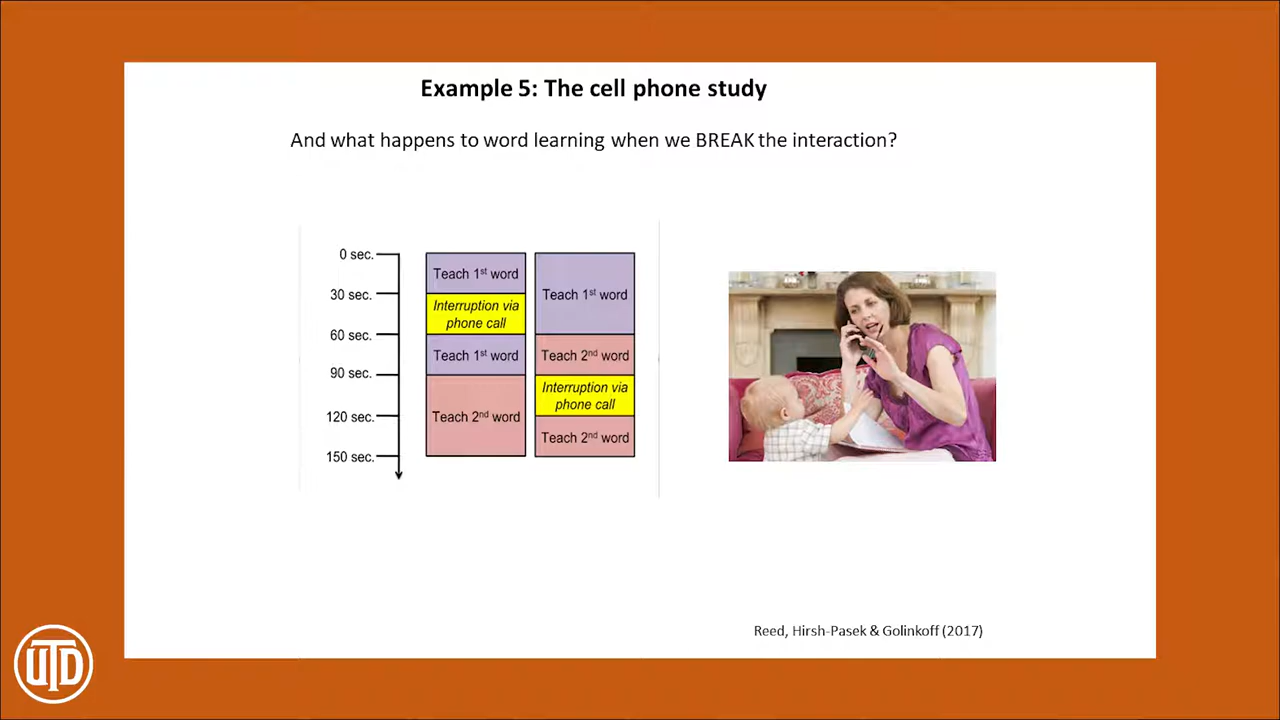 Example 5: The cell phone study
And what happens to word learning when we BREAK the interaction?
0 sec.
30 sec.
60 sec.
90 sec.
120 sec.
150 sec.
Teach 1st word
Interruption via
phone call
Teach 1st word
Teach 2nd word
Teach 1st word
Teach 2nd word
Interruption via
phone call
Teach 2nd word
Reed, Hirsh-Pasek & Golinkoff (2017)
UTD